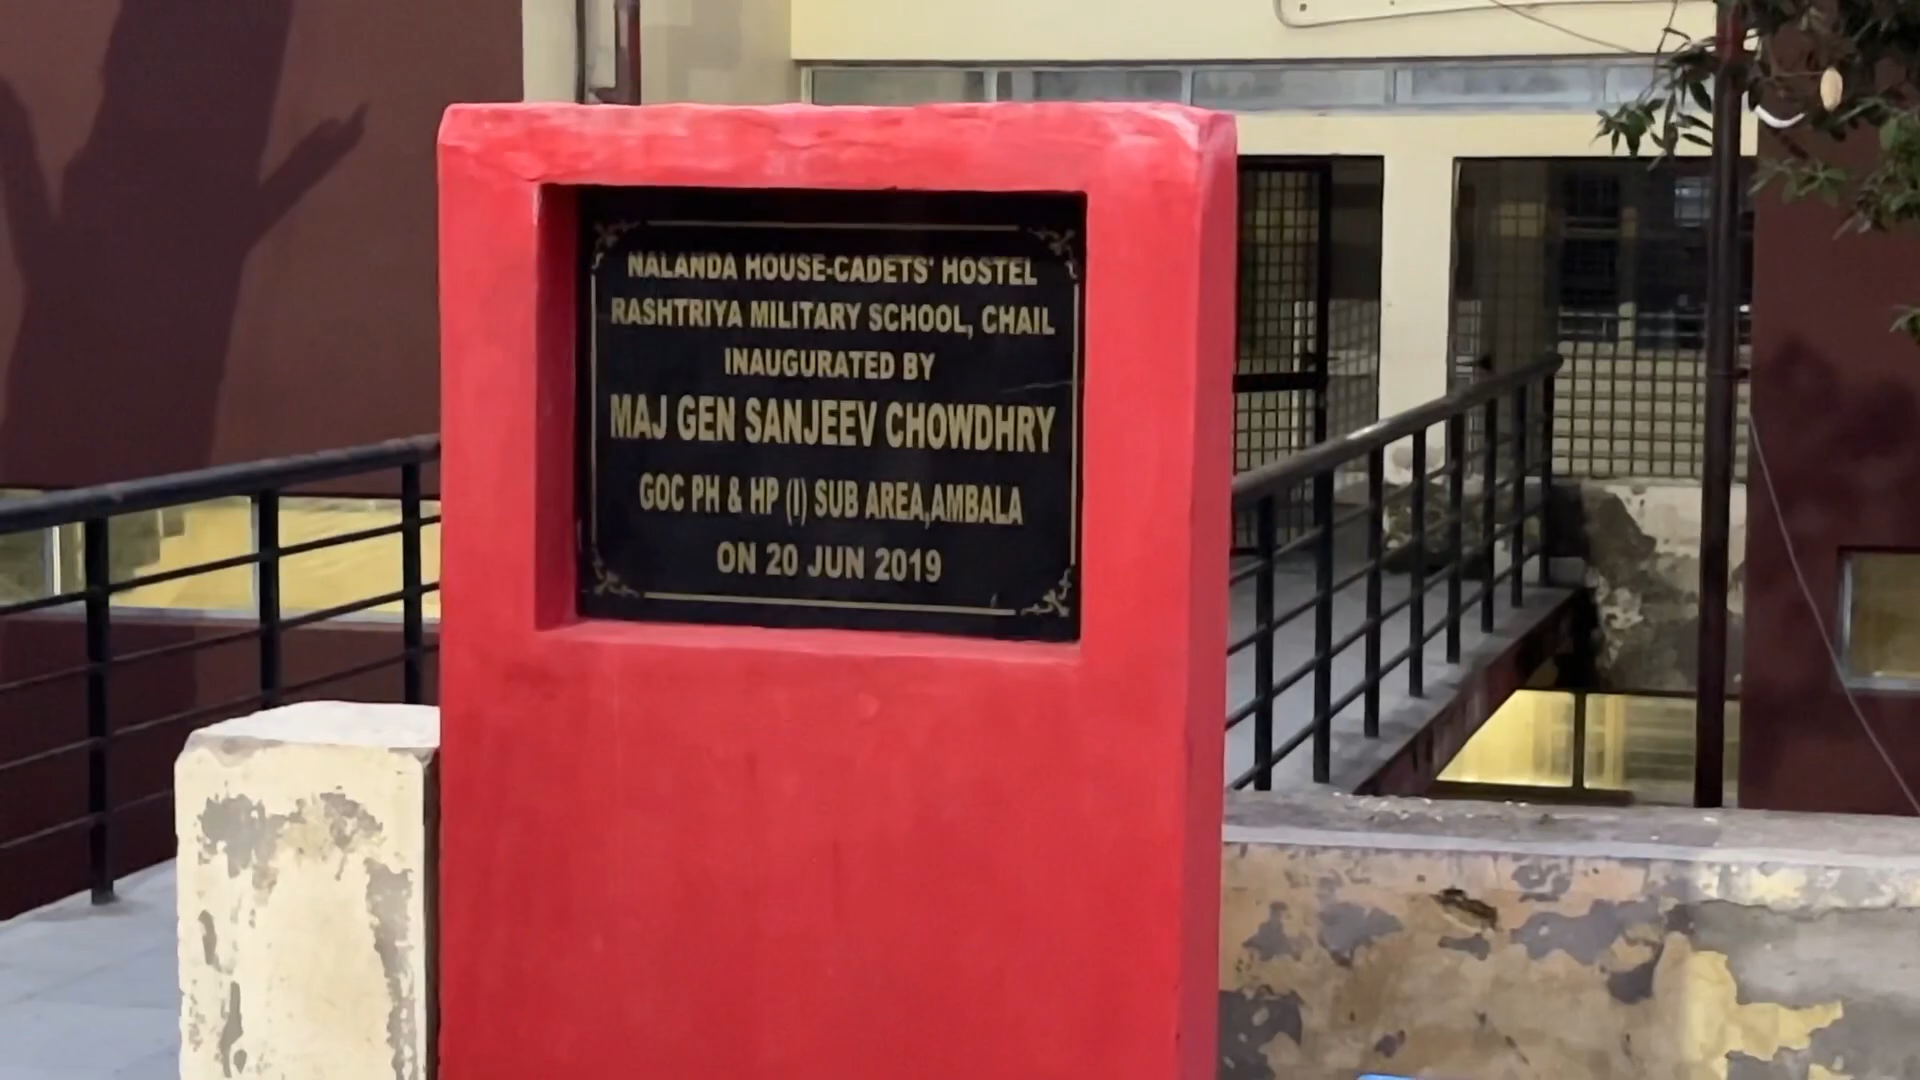 NALANDA HOUSE-CADETS' HOSTEL
RASHTRIYA MILITARY SCHOOL, CHAIL
INAUGURATED BY
MAJ GEN SANJEEV CHOWDHRY
GOC PH & HP (I) SUB AREA,AMBALA
ON 20 JUN 2019